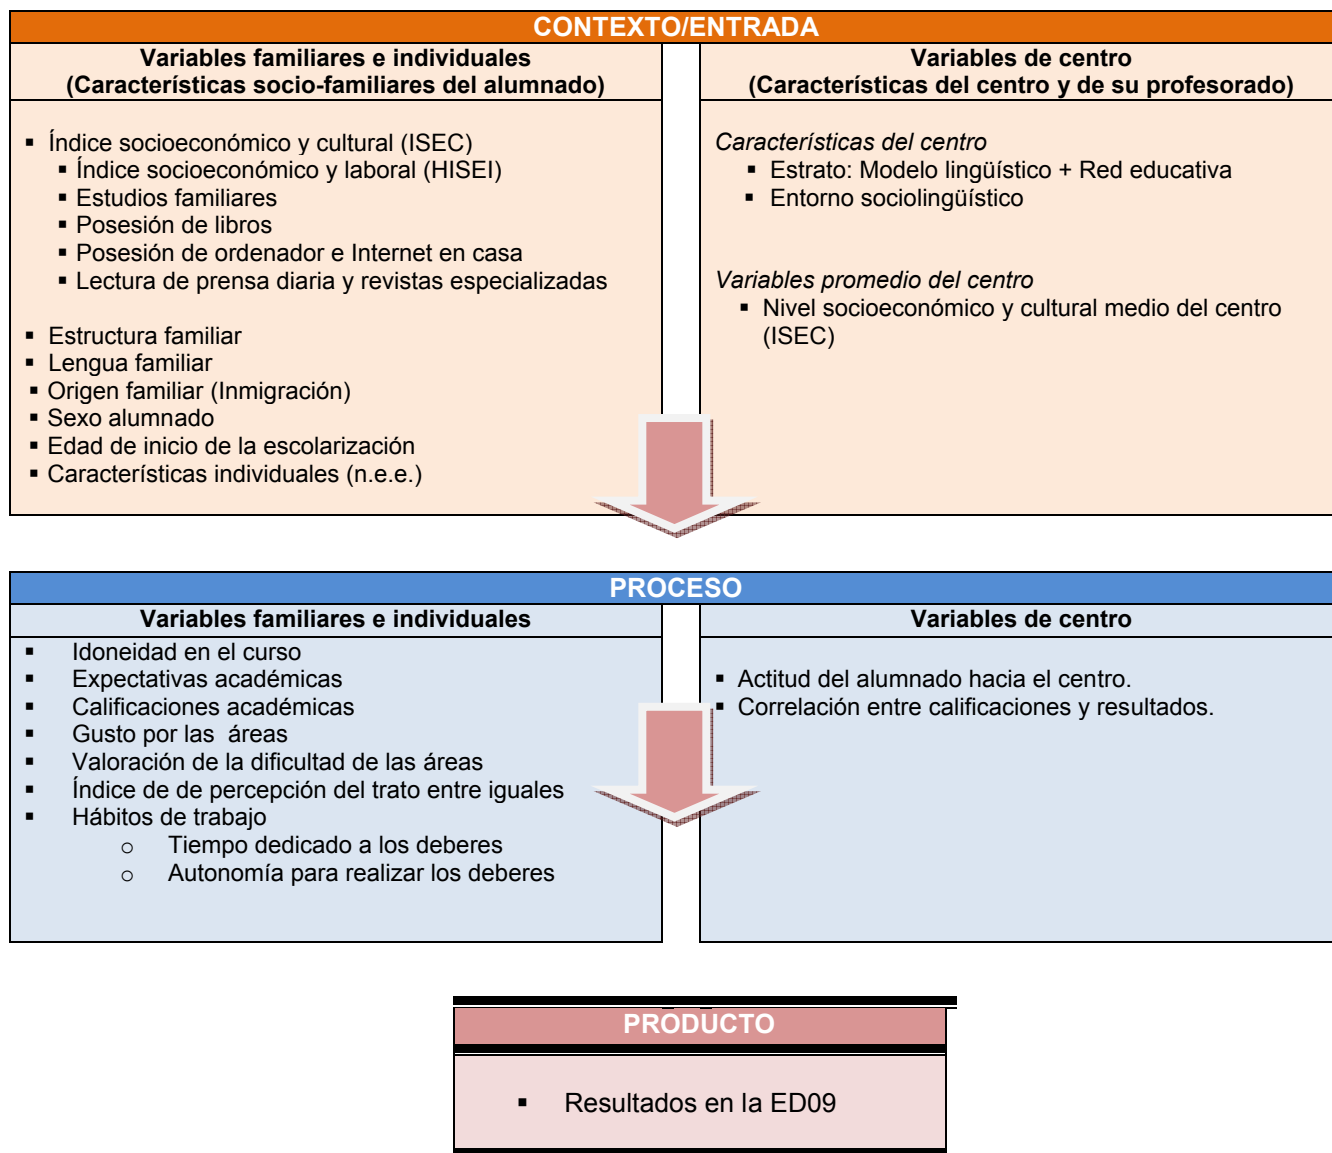 CONTEXTO/ENTRADA
Variables familiares e individuales
(Características socio-familiares del alumnado)
▪ Índice socioeconómico y cultural (ISEC)
▪ Índice socioeconómico y laboral (HISEI)
▪ Estudios familiares
▪ Posesión de libros
▪ Posesión de ordenador e Internet en casa
▪ Lectura de prensa diaria y revistas especializadas
▪ Estructura familiar
▪ Lengua familiar
▪ Origen familiar (Inmigración)
▪ Sexo alumnado
▪ Edad de inicio de la escolarización
▪ Características individuales (n.e.e.)
Variables de centro
(Características del centro y de su profesorado)
Características del centro
▪ Estrato: Modelo lingüístico + Red educativa
▪ Entorno sociolingüístico
Variables promedio del centro
▪ Nivel socioeconómico y cultural medio del centro
(ISEC)
PROCESO
Variables familiares e individuales
▪ Idoneidad en el curso
▪ Expectativas académicas
▪ Calificaciones académicas
▪ Gusto por las áreas
▪ Valoración de la dificultad de las áreas
▪ Índice de de percepción del trato entre iguales
▪ Hábitos de trabajo
o Tiempo dedicado a los deberes
o Autonomía para realizar los deberes
Variables de centro
▪ Actitud del alumnado hacia el centro.
▪ Correlación entre calificaciones y resultados.
PRODUCTO
▪ Resultados en la ED09